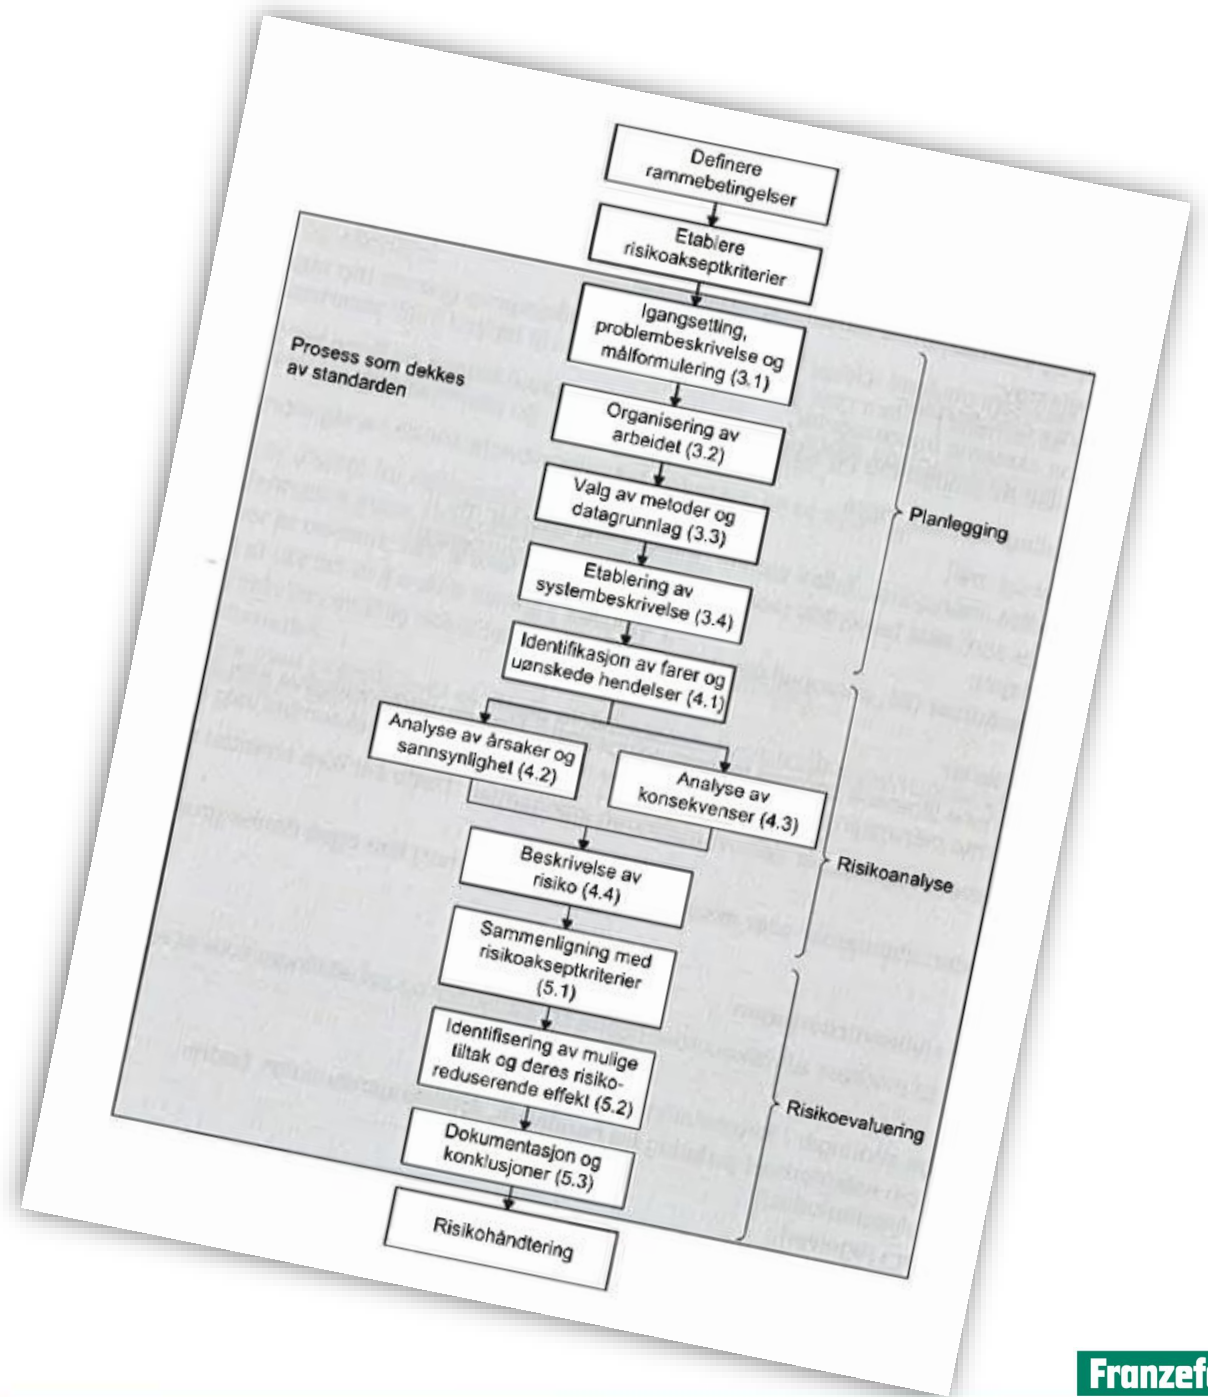 Definere
rammebetingelser
Etablere
risikoakseptkriterier
Igangsetting,
problembeskrivelse og
målformulering (3.1)
Prosess som dekkes
av standarden
Organisering av
arbeidet (3.2)
Valg av metoder og
datagrunnlag (3.3)
Planlegging
Etablering av
systembeskrivelse (3.4)
Identifikasjon av farer og
uønskede hendelser (4.1)
Analyse av årsaker og
sannsynlighet (4.2)
Analyse av
konsekvenser (4.3)
Beskrivelse av
risiko (4.4)
Risikoanalyse
Sammenligning med
risikoakseptkriterier
(5.1)
Identifisering av mulige
tiltak og deres risiko-
reduserende effekt (5.2)
Risikoevaluering
Dokumentasjon og
konklusjoner (5.3)
Risikohåndtering
Franzef